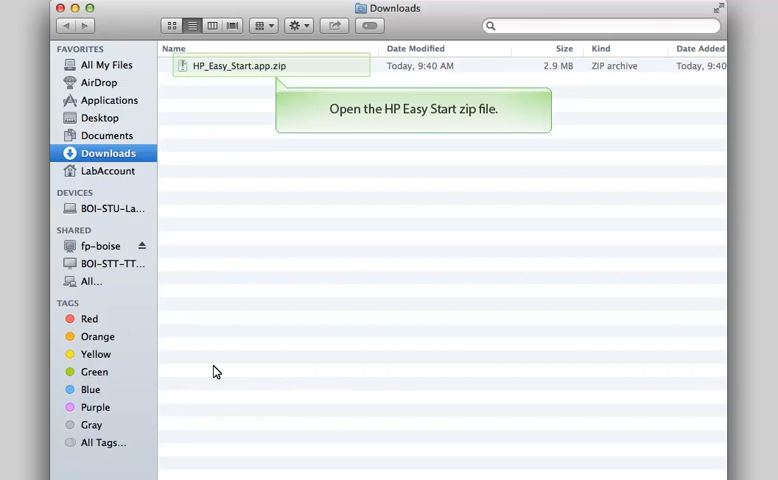 Downloads
FAVORITES
All My Files
AirDrop
Applications
Desktop
Documents
Downloads
LabAccount
DEVICES
BOI-STU-La...
SHARED
fp-boise
BOI-STT-TT...
All...
TAGS
Red
Orange
Yellow
Green
Blue
Purple
Gray
All Tags...
Name Date Modified Size Kind Date Added
HP_Easy_Start.app.zip Today, 9:40 AM 2.9 MB ZIP archive Today, 9:40
Open the HP Easy Start zip file.